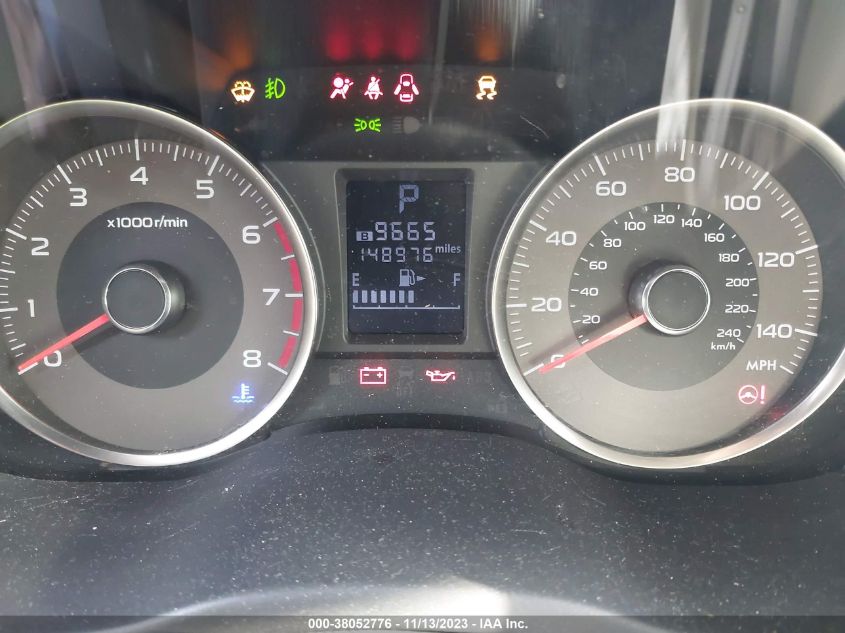 x1000 r/min
0 1 2 3 4 5 6 7 8
P
B 9665
148976 miles
E F
0 20 40 60 80 100 120 140
MPH
20 40 60 80 100 120 140 160 180 200 220 240
km/h
!
000-38052776 - 11/13/2023 - IAA Inc.